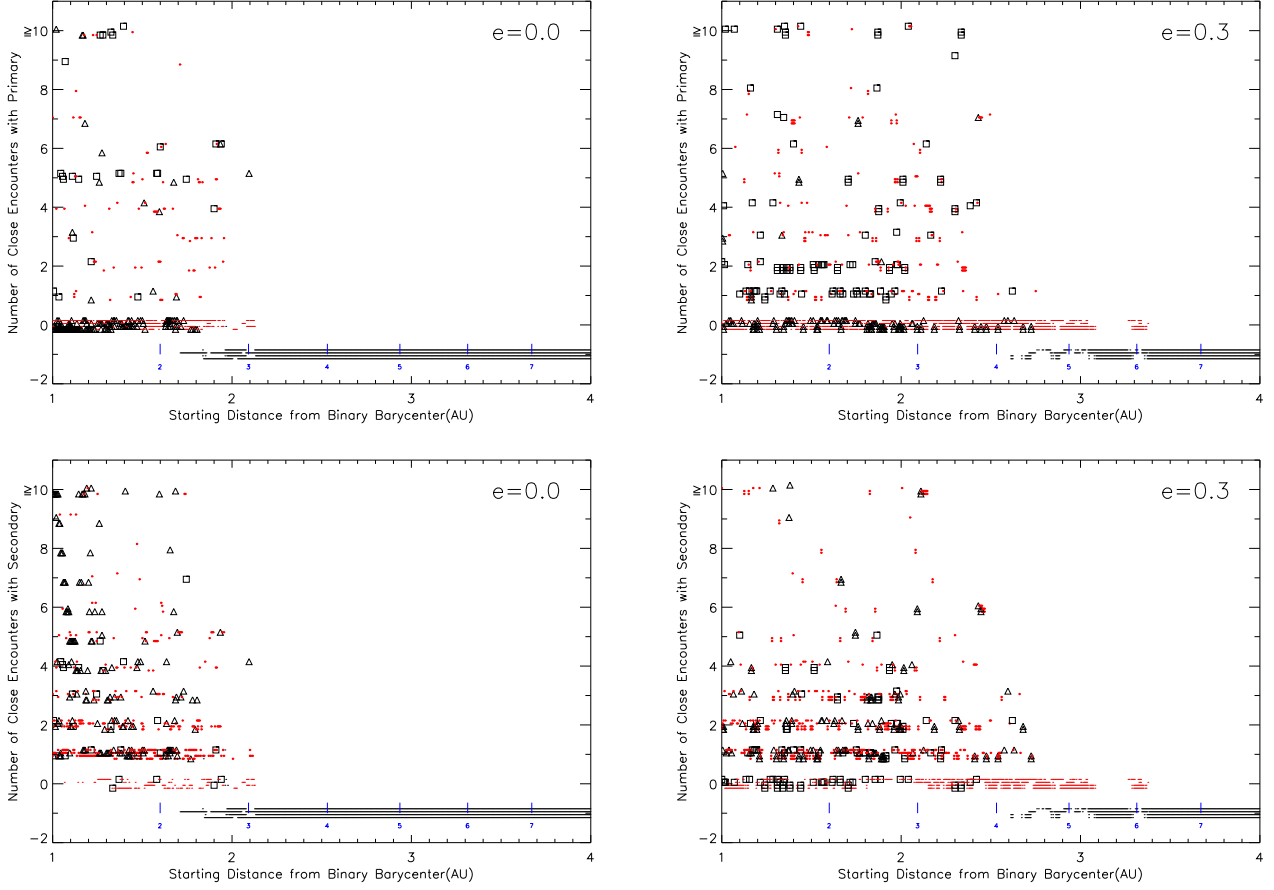 e=0.0
Number of Close Encounters with Primary
≥10
8
6
4
2
0
−2
2 3 4 5 6 7
1 2 3 4
Starting Distance from Binary Barycenter(AU)
e=0.3
Number of Close Encounters with Primary
≥10
8
6
4
2
0
−2
2 3 4 5 6 7
1 2 3 4
Starting Distance from Binary Barycenter(AU)
e=0.0
Number of Close Encounters with Secondary
≥10
8
6
4
2
0
−2
2 3 4 5 6 7
1 2 3 4
Starting Distance from Binary Barycenter(AU)
e=0.3
Number of Close Encounters with Secondary
≥10
8
6
4
2
0
−2
2 3 4 5 6 7
1 2 3 4
Starting Distance from Binary Barycenter(AU)